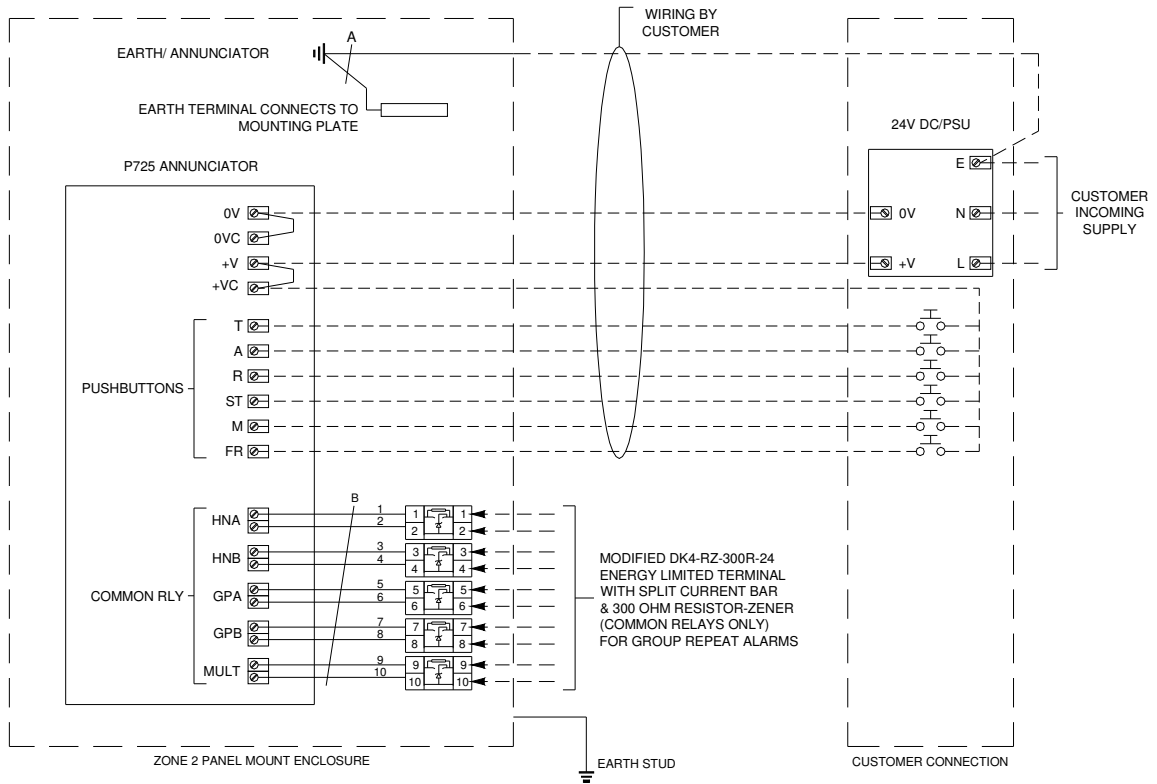 WIRING BY
CUSTOMER
A
EARTH/ ANNUNCIATOR
EARTH TERMINAL CONNECTS TO
MOUNTING PLATE
24V DC/PSU
P725 ANNUNCIATOR
E
0V
0V
N
0VC
+V
+V
L
+VC
CUSTOMER
INCOMING
SUPPLY
PUSHBUTTONS
T
A
R
ST
M
FR
B
COMMON RLY
HNA
1
2
1
2
1
2
HNB
3
4
3
4
3
4
GPA
5
6
5
6
5
6
GPB
7
8
7
8
7
8
MULT
9
10
9
10
9
10
MODIFIED DK4-RZ-300R-24
ENERGY LIMITED TERMINAL
WITH SPLIT CURRENT BAR
& 300 OHM RESISTOR-ZENER
(COMMON RELAYS ONLY)
FOR GROUP REPEAT ALARMS
ZONE 2 PANEL MOUNT ENCLOSURE
EARTH STUD
CUSTOMER CONNECTION